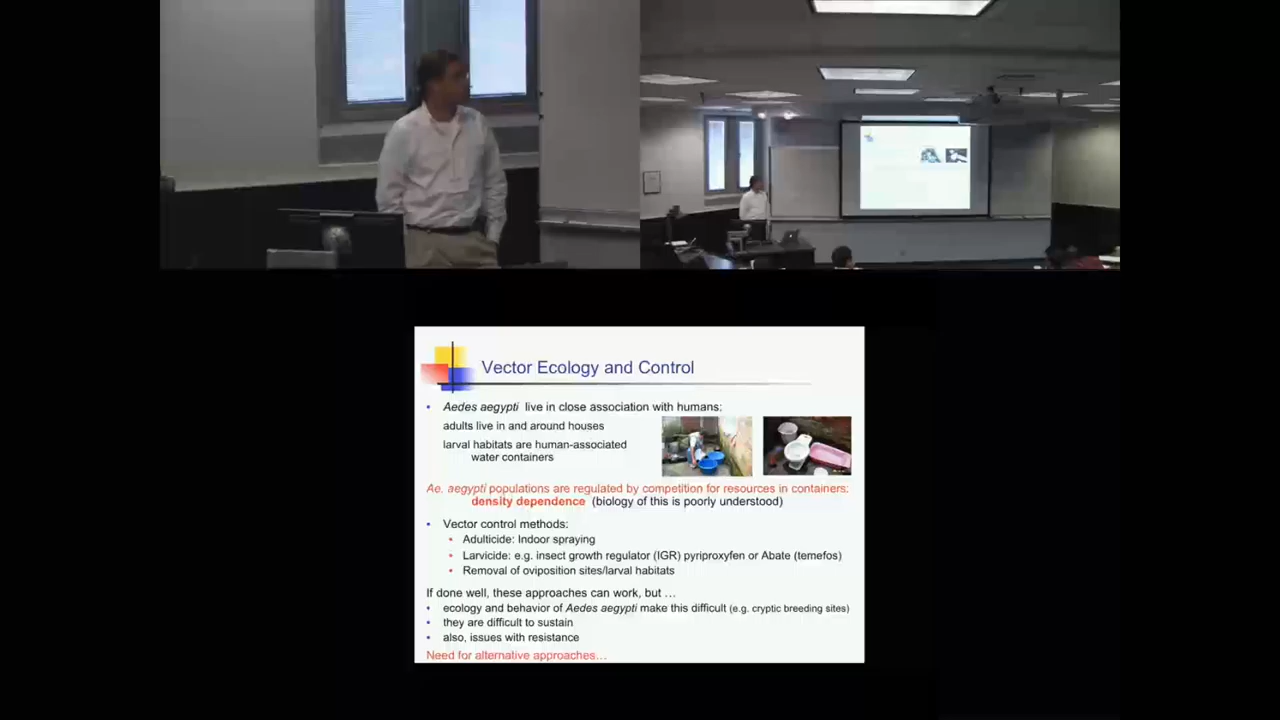 Vector Ecology and Control
Aedes aegypti live in close association with humans:
adults live in and around houses
larval habitats are human-associated
water containers
Ae. aegypti populations are regulated by competition for resources in containers:
density dependence (biology of this is poorly understood)
Vector control methods:
Adulticide: Indoor spraying
Larvicide: e.g. insect growth regulator (IGR) pyriproxyfen or Abate (temefos)
Removal of oviposition sites/larval habitats
If done well, these approaches can work, but …
ecology and behavior of Aedes aegypti make this difficult (e.g. cryptic breeding sites)
they are difficult to sustain
also, issues with resistance
Need for alternative approaches…